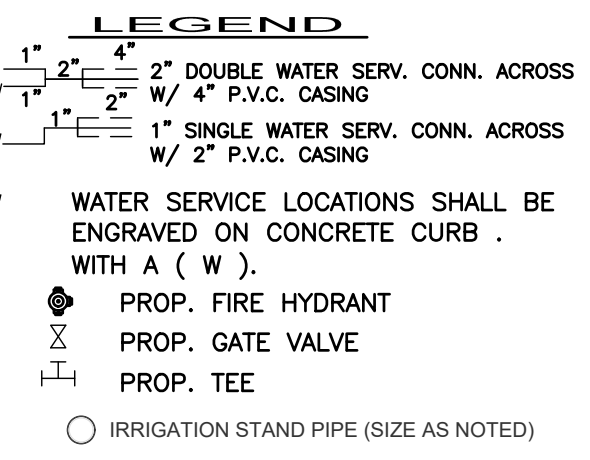 LEGEND
1" 2" 4"
2" DOUBLE WATER SERV. CONN. ACROSS
1" 2"
W/ 4" P.V.C. CASING
1"
1" SINGLE WATER SERV. CONN. ACROSS
W/ 2" P.V.C. CASING
WATER SERVICE LOCATIONS SHALL BE
ENGRAVED ON CONCRETE CURB .
WITH A ( W ).
PROP. FIRE HYDRANT
PROP. GATE VALVE
PROP. TEE
IRRIGATION STAND PIPE (SIZE AS NOTED)